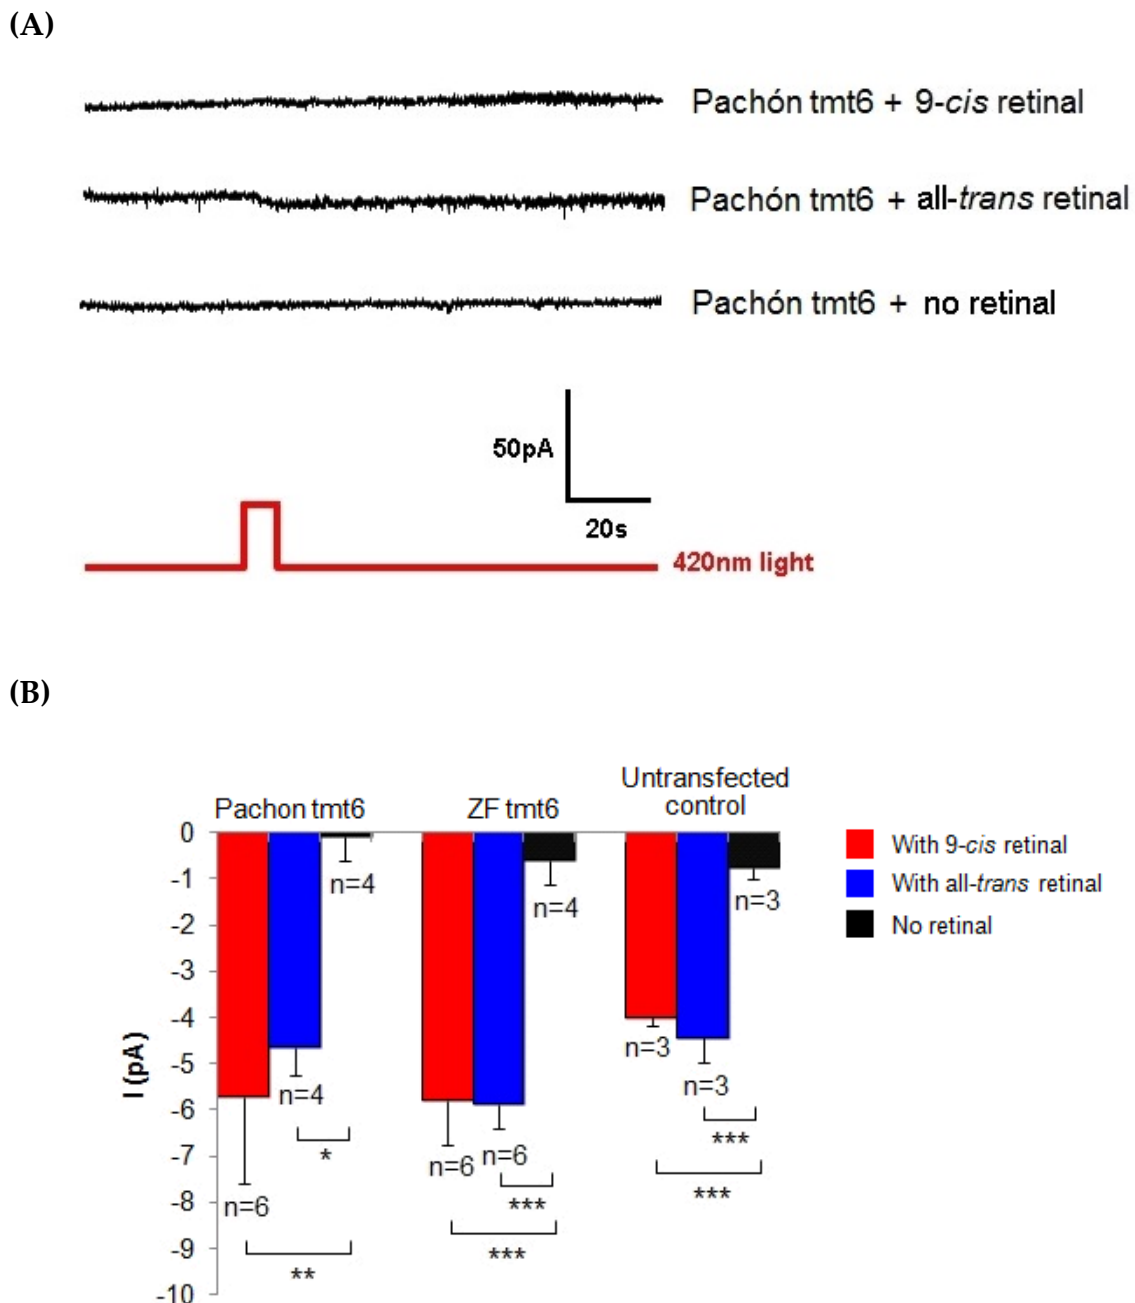 (A)
Pachón tmt6 + 9-cis retinal
Pachón tmt6 + all-trans retinal
Pachón tmt6 + no retinal
50pA
20s
420nm light
(B)
Untransfected
control
Pachon tmt6
ZF tmt6
0
-1
-2
-3
-4
-5
-6
-7
-8
-9
-10
I (pA)
n=6
n=4
n=4
*
**
n=6
n=6
n=4
***
***
n=3
n=3
n=3
***
***
With 9-cis retinal
With all-trans retinal
No retinal